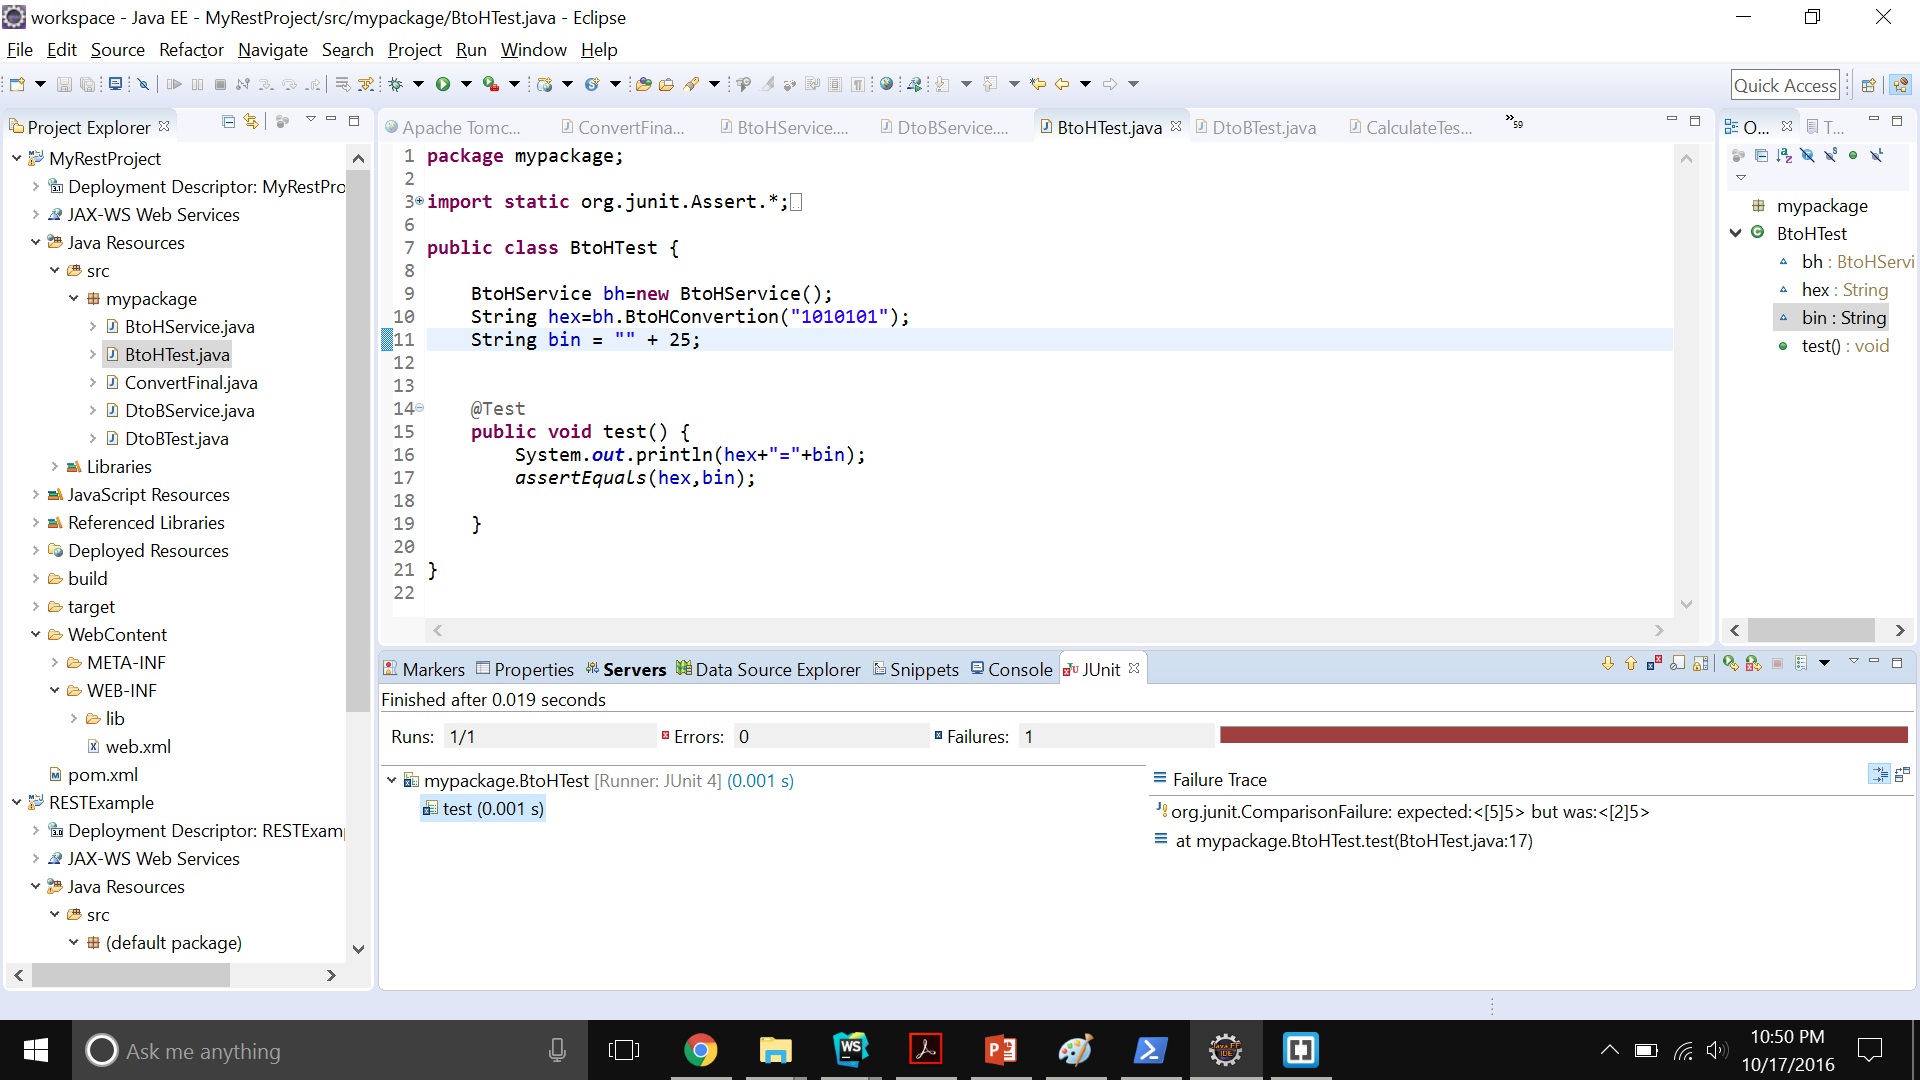 workspace - Java EE - MyRestProject/src/mypackage/BtoHTest.java - Eclipse
File Edit Source Refactor Navigate Search Project Run Window Help
Quick Access
Project Explorer
MyRestProject
Deployment Descriptor: MyRestPro
JAX-WS Web Services
Java Resources
src
mypackage
BtoHService.java
BtoHTest.java
ConvertFinal.java
DtoBService.java
DtoBTest.java
Libraries
JavaScript Resources
Referenced Libraries
Deployed Resources
build
target
WebContent
META-INF
WEB-INF
lib
web.xml
pom.xml
RESTExample
Deployment Descriptor: RESTExam
JAX-WS Web Services
Java Resources
src
(default package)
Apache Tomc... ConvertFina... BtoHService.... DtoBService.... BtoHTest.java DtoBTest.java CalculateTes... »59
1 package mypackage;
2
3 import static org.junit.Assert.*;
6
7 public class BtoHTest {
8
9 BtoHService bh=new BtoHService();
10 String hex=bh.BtoHConvertion("1010101");
11 String bin = "" + 25;
12
13
14 @Test
15 public void test() {
16 System.out.println(hex+"="+bin);
17 assertEquals(hex,bin);
18
19 }
20
21 }
22
O... T...
mypackage
BtoHTest
bh : BtoHServi
hex : String
bin : String
test() : void
Markers Properties Servers Data Source Explorer Snippets Console JUnit
Finished after 0.019 seconds
Runs: 1/1 Errors: 0 Failures: 1
mypackage.BtoHTest [Runner: JUnit 4] (0.001 s)
test (0.001 s)
Failure Trace
org.junit.ComparisonFailure: expected:<[5]5> but was:<[2]5>
at mypackage.BtoHTest.test(BtoHTest.java:17)
Ask me anything
WS
Java EE
IDE
10:50 PM
10/17/2016